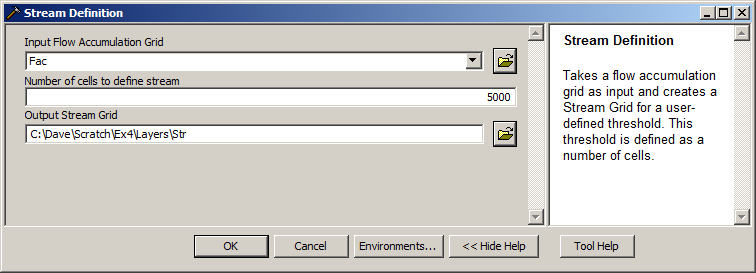 Stream Definition
Input Flow Accumulation Grid
Fac
Number of cells to define stream
5000
Output Stream Grid
C:\Dave\Scratch\Ex4\Layers\Str
OK
Cancel
Environments...
<< Hide Help
Stream Definition
Takes a flow accumulation
grid as input and creates a
Stream Grid for a user-
defined threshold. This
threshold is defined as a
number of cells.
Tool Help